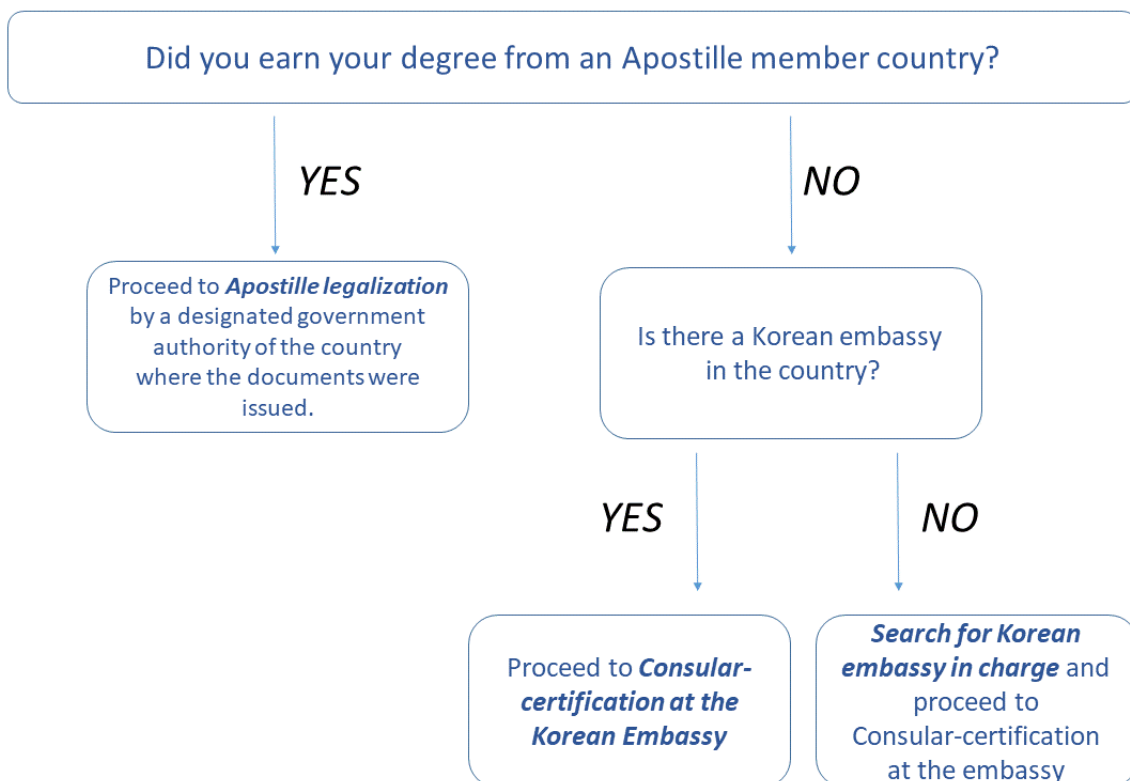 Did you earn your degree from an Apostille member country?
YES
NO
Proceed to Apostille legalization
by a designated government
authority of the country
where the documents were
issued.
Is there a Korean embassy
in the country?
YES
NO
Proceed to Consular-
certification at the
Korean Embassy
Search for Korean
embassy in charge and
proceed to
Consular-certification
at the embassy